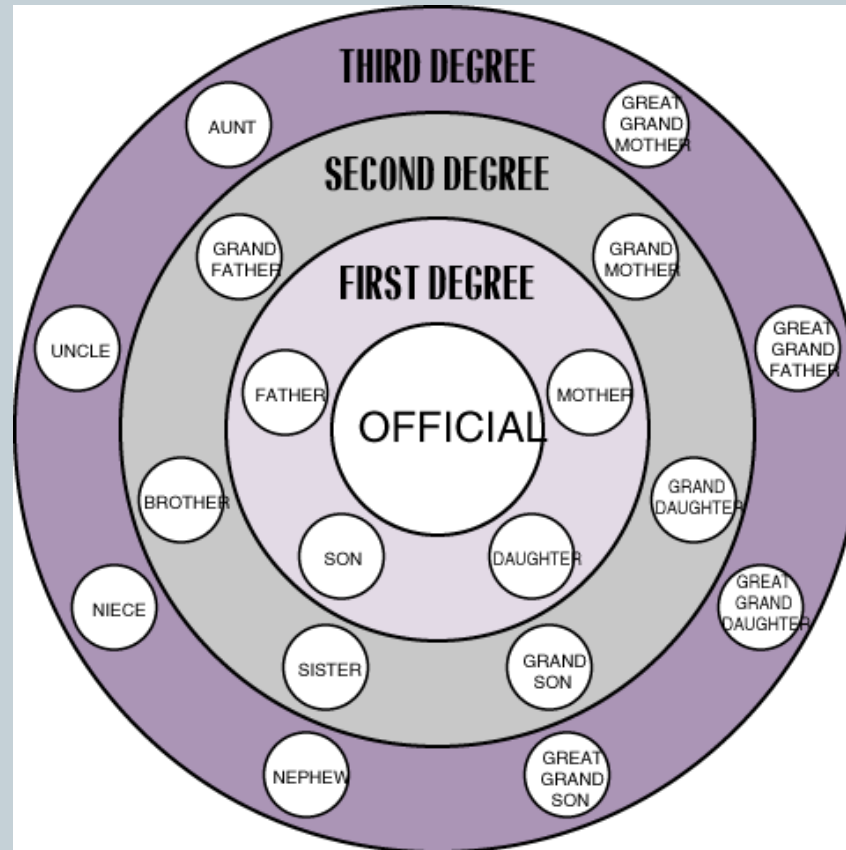 THIRD DEGREE
AUNT
GREAT
GRAND
MOTHER
SECOND DEGREE
GRAND
FATHER
GRAND
MOTHER
FIRST DEGREE
UNCLE
GREAT
GRAND
FATHER
FATHER
MOTHER
OFFICIAL
BROTHER
GRAND
DAUGHTER
SON
DAUGHTER
NIECE
GREAT
GRAND
DAUGHTER
SISTER
GRAND
SON
NEPHEW
GREAT
GRAND
SON